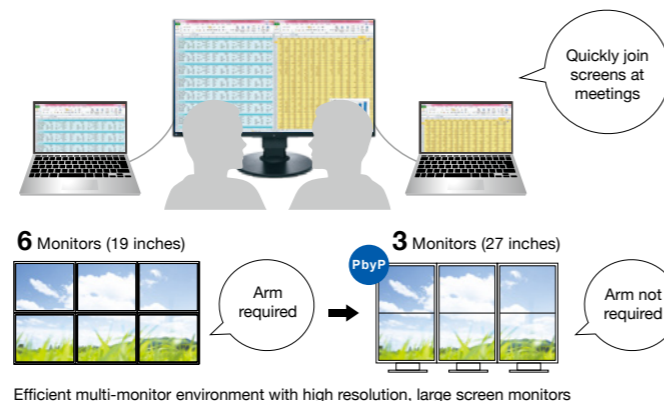 Quickly join
screens at
meetings
6 Monitors (19 inches)
3 Monitors (27 inches)
PbyP
Arm
required
Arm not
required
Efficient multi-monitor environment with high resolution, large screen monitors